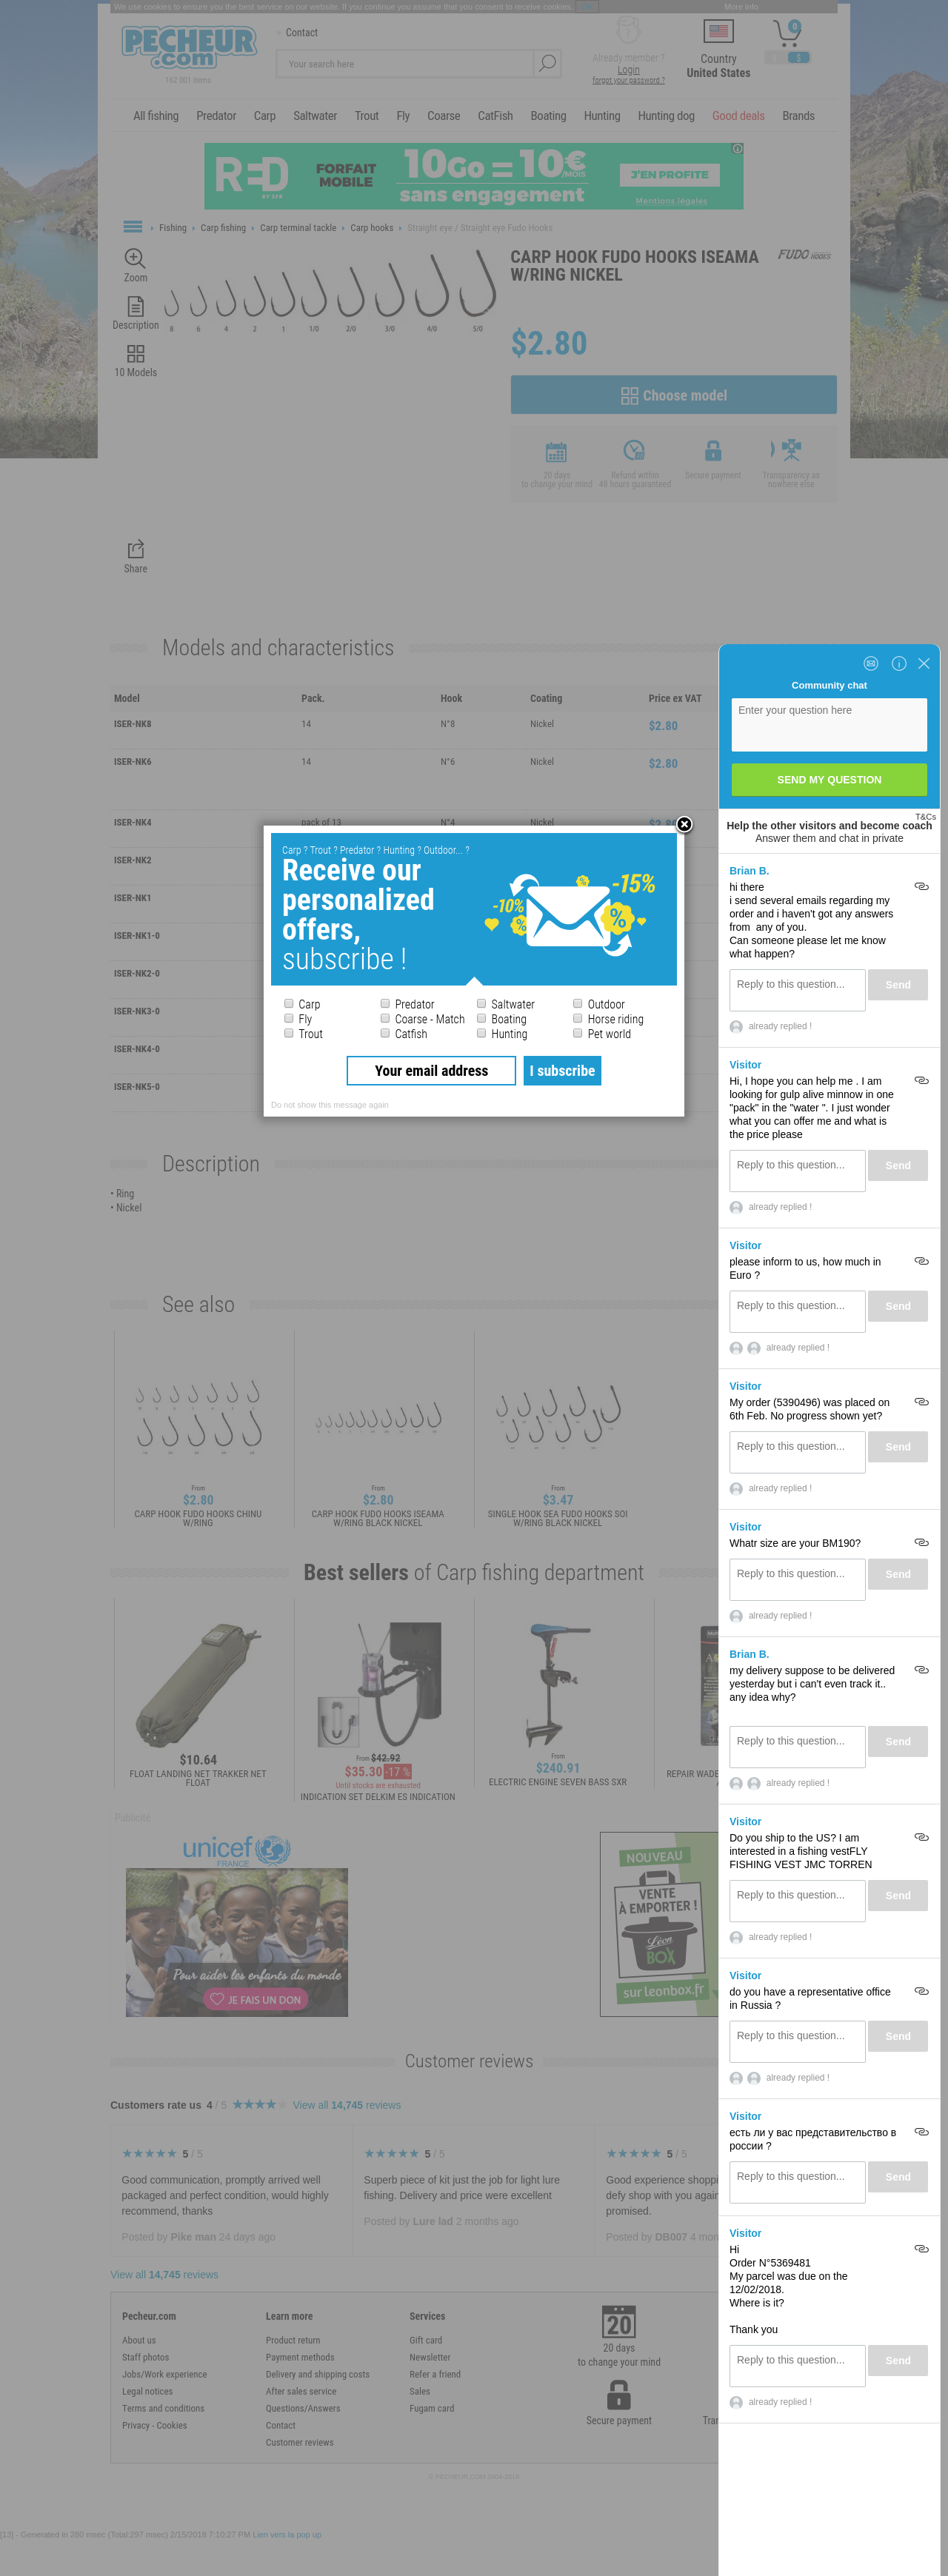 We use cookies to ensure you the best service on our website. If you continue you assume that you consent to receive cookies.
More info
PECHEUR
.com
162 001 items
Contact
Your search here
Already member ?
Login
forgot your password ?
Country
United States
0
All fishing Predator Carp Saltwater Trout Fly Coarse CatFish Boating Hunting Hunting dog Good deals Brands
RED
BY SFR
FORFAIT
MOBILE
10Go = 10€
/MOIS
sans engagement
J'EN PROFITE
Mentions légales
› Fishing › Carp fishing › Carp terminal tackle › Carp hooks › Straight eye / Straight eye Fudo Hooks
Zoom
Description
10 Models
Share
8 6 4 2 1 1/0 2/0 3/0 4/0 5/0
CARP HOOK FUDO HOOKS ISEAMA
W/RING NICKEL
FUDO HOOKS
$2.80
Choose model
20 days
to change your mind
Refund within
48 hours guaranteed
Secure payment
Transparency as
nowhere else
Models and characteristics
Model Pack. Hook Coating Price ex VAT
ISER-NK8 14 N°8 Nickel $2.80
ISER-NK6 14 N°6 Nickel $2.80
ISER-NK4 pack of 13 N°4 Nickel $2.80
ISER-NK2
ISER-NK1
ISER-NK1-0
ISER-NK2-0
ISER-NK3-0
ISER-NK4-0
ISER-NK5-0
Carp ? Trout ? Predator ? Hunting ? Outdoor... ?
Receive our
personalized
offers,
subscribe !
-10%
-15%
%
%
Carp Predator Saltwater Outdoor
Fly Coarse - Match Boating Horse riding
Trout Catfish Hunting Pet world
Your email address
I subscribe
Do not show this message again
Description
• Ring
• Nickel
See also
From
$2.80
CARP HOOK FUDO HOOKS CHINU
W/RING
From
$2.80
CARP HOOK FUDO HOOKS ISEAMA
W/RING BLACK NICKEL
From
$3.47
SINGLE HOOK SEA FUDO HOOKS SOI
W/RING BLACK NICKEL
Best sellers of Carp fishing department
$10.64
FLOAT LANDING NET TRAKKER NET
FLOAT
From $42.92
$35.30 -17 %
Until stocks are exhausted
INDICATION SET DELKIM ES INDICATION
From
$240.91
ELECTRIC ENGINE SEVEN BASS SXR
REPAIR WADE
Publicité
unicef
FRANCE
Pour aider les enfants du monde
JE FAIS UN DON
NOUVEAU
VENTE
À EMPORTER !
Léon
BOX
sur leonbox.fr
Customer reviews
Customers rate us 4 / 5 View all 14,745 reviews
5 / 5
Good communication, promptly arrived well
packaged and perfect condition, would highly
recommend, thanks
Posted by Pike man 24 days ago
5 / 5
Superb piece of kit just the job for light lure
fishing. Delivery and price were excellent
Posted by Lure lad 2 months ago
5 / 5
Good experience shoppi
defy shop with you again
promised.
Posted by DB007 4 mon
View all 14,745 reviews
Pecheur.com
About us
Staff photos
Jobs/Work experience
Legal notices
Terms and conditions
Privacy - Cookies
Learn more
Product return
Payment methods
Delivery and shipping costs
After sales service
Questions/Answers
Contact
Customer reviews
Services
Gift card
Newsletter
Refer a friend
Sales
Fugam card
20
20 days
to change your mind
Secure payment
Tran
[13] - Generated in 280 msec (Total:297 msec) 2/15/2018 7:10:27 PM Lien vers la pop up
Community chat
Enter your question here
SEND MY QUESTION
T&Cs
Help the other visitors and become coach
Answer them and chat in private
Brian B.
hi there
i send several emails regarding my
order and i haven't got any answers
from any of you.
Can someone please let me know
what happen?
Reply to this question...
Send
already replied !
Visitor
Hi, I hope you can help me . I am
looking for gulp alive minnow in one
"pack" in the "water ". I just wonder
what you can offer me and what is
the price please
Reply to this question...
Send
already replied !
Visitor
please inform to us, how much in
Euro ?
Reply to this question...
Send
already replied !
Visitor
My order (5390496) was placed on
6th Feb. No progress shown yet?
Reply to this question...
Send
already replied !
Visitor
Whatr size are your BM190?
Reply to this question...
Send
already replied !
Brian B.
my delivery suppose to be delivered
yesterday but i can't even track it..
any idea why?
Reply to this question...
Send
already replied !
Visitor
Do you ship to the US? I am
interested in a fishing vestFLY
FISHING VEST JMC TORREN
Reply to this question...
Send
already replied !
Visitor
do you have a representative office
in Russia ?
Reply to this question...
Send
already replied !
Visitor
есть ли у вас представительство в
россии ?
Reply to this question...
Send
Visitor
Hi
Order N°5369481
My parcel was due on the
12/02/2018.
Where is it?
Thank you
Reply to this question...
Send
already replied !